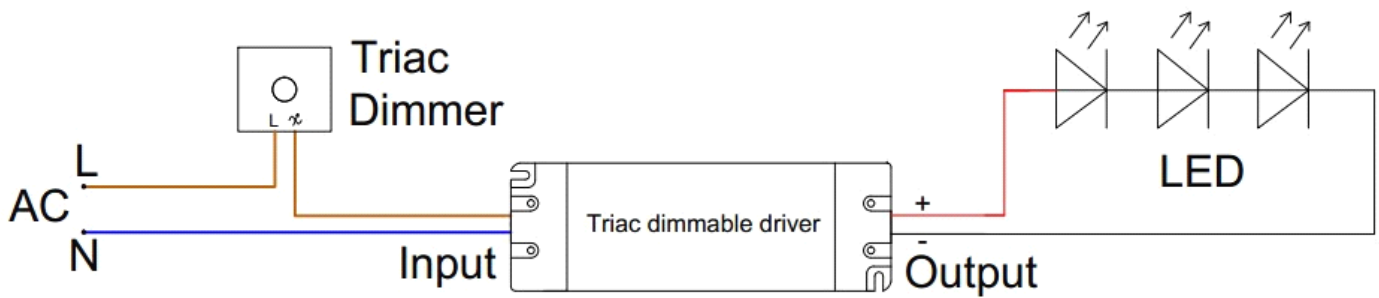 Triac
Dimmer
L
L
AC
N
Input
Triac dimmable driver
+
-
Output
LED